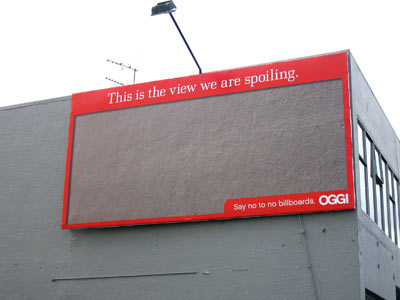 This is the view we are spoiling.
Say no to no billboards. OGGI